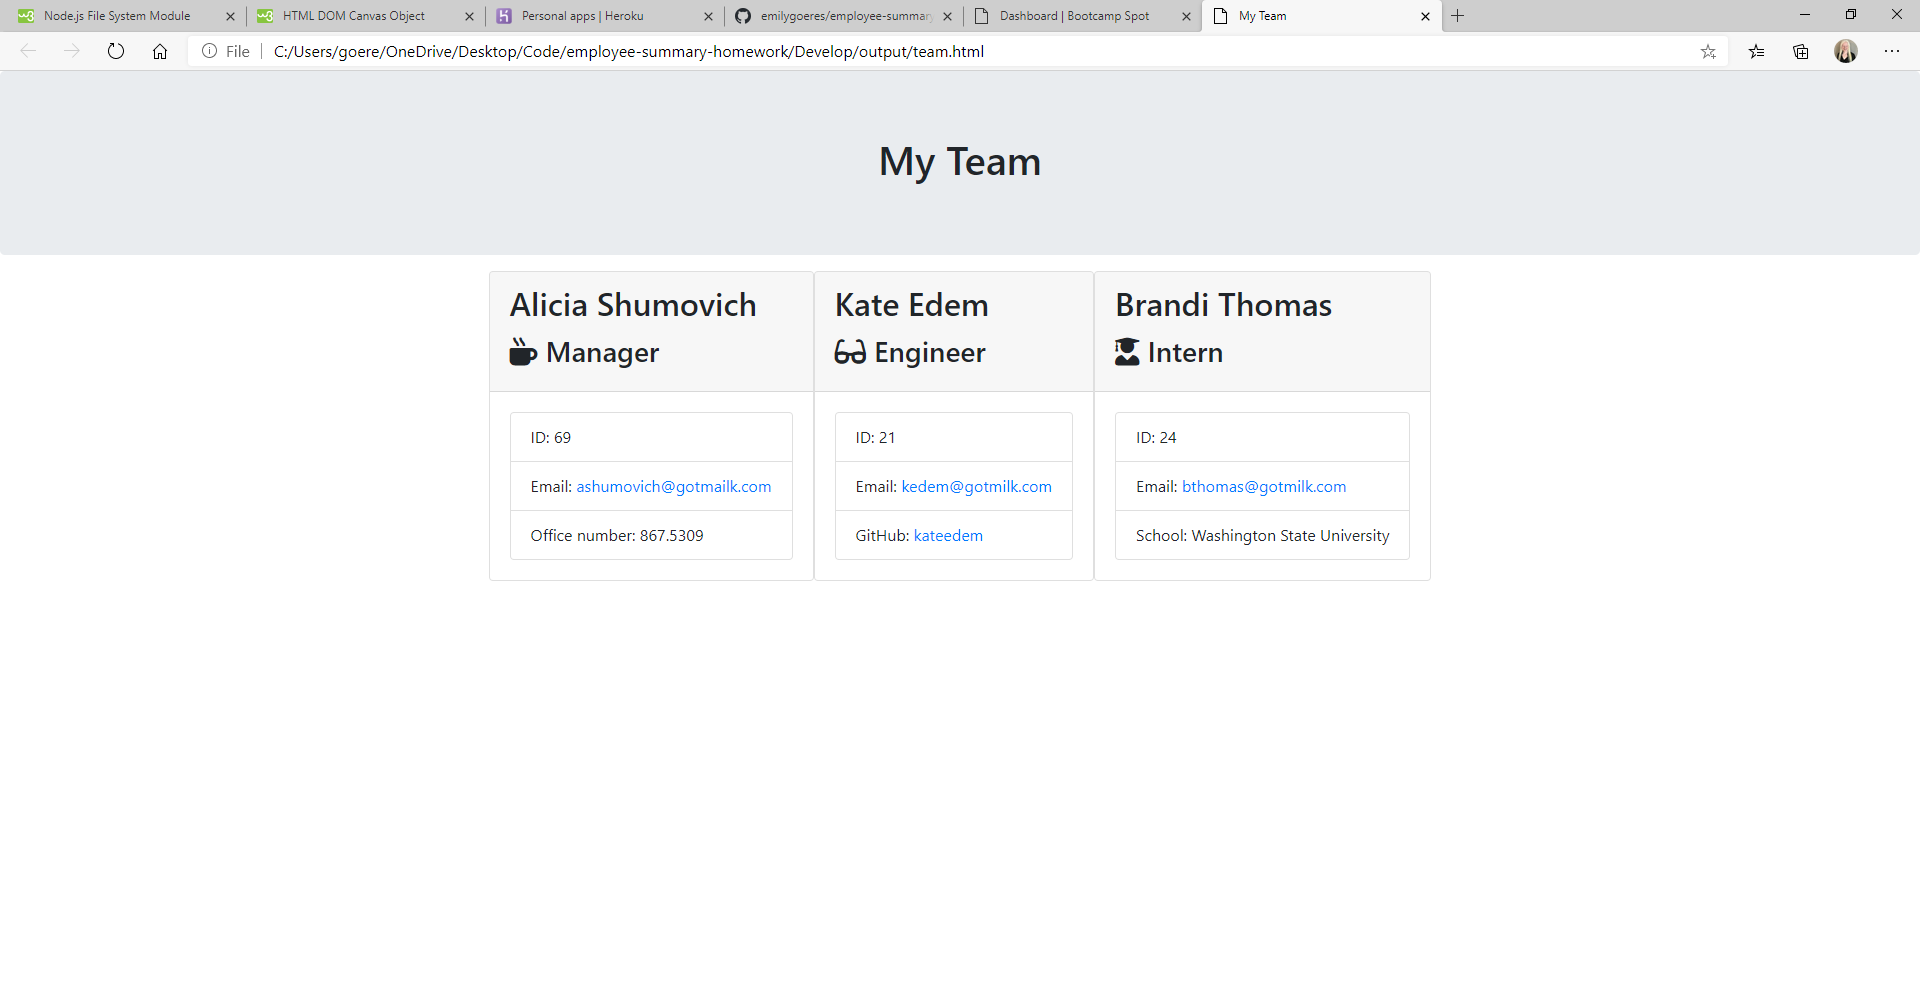 Node.js File System Module
HTML DOM Canvas Object
Personal apps | Heroku
emilygoeres/employee-summary
Dashboard | Bootcamp Spot
My Team
File
C:/Users/goere/OneDrive/Desktop/Code/employee-summary-homework/Develop/output/team.html
My Team
Alicia Shumovich
Manager
ID: 69
Email: ashumovich@gotmailk.com
Office number: 867.5309
Kate Edem
Engineer
ID: 21
Email: kedem@gotmilk.com
GitHub: kateedem
Brandi Thomas
Intern
ID: 24
Email: bthomas@gotmilk.com
School: Washington State University